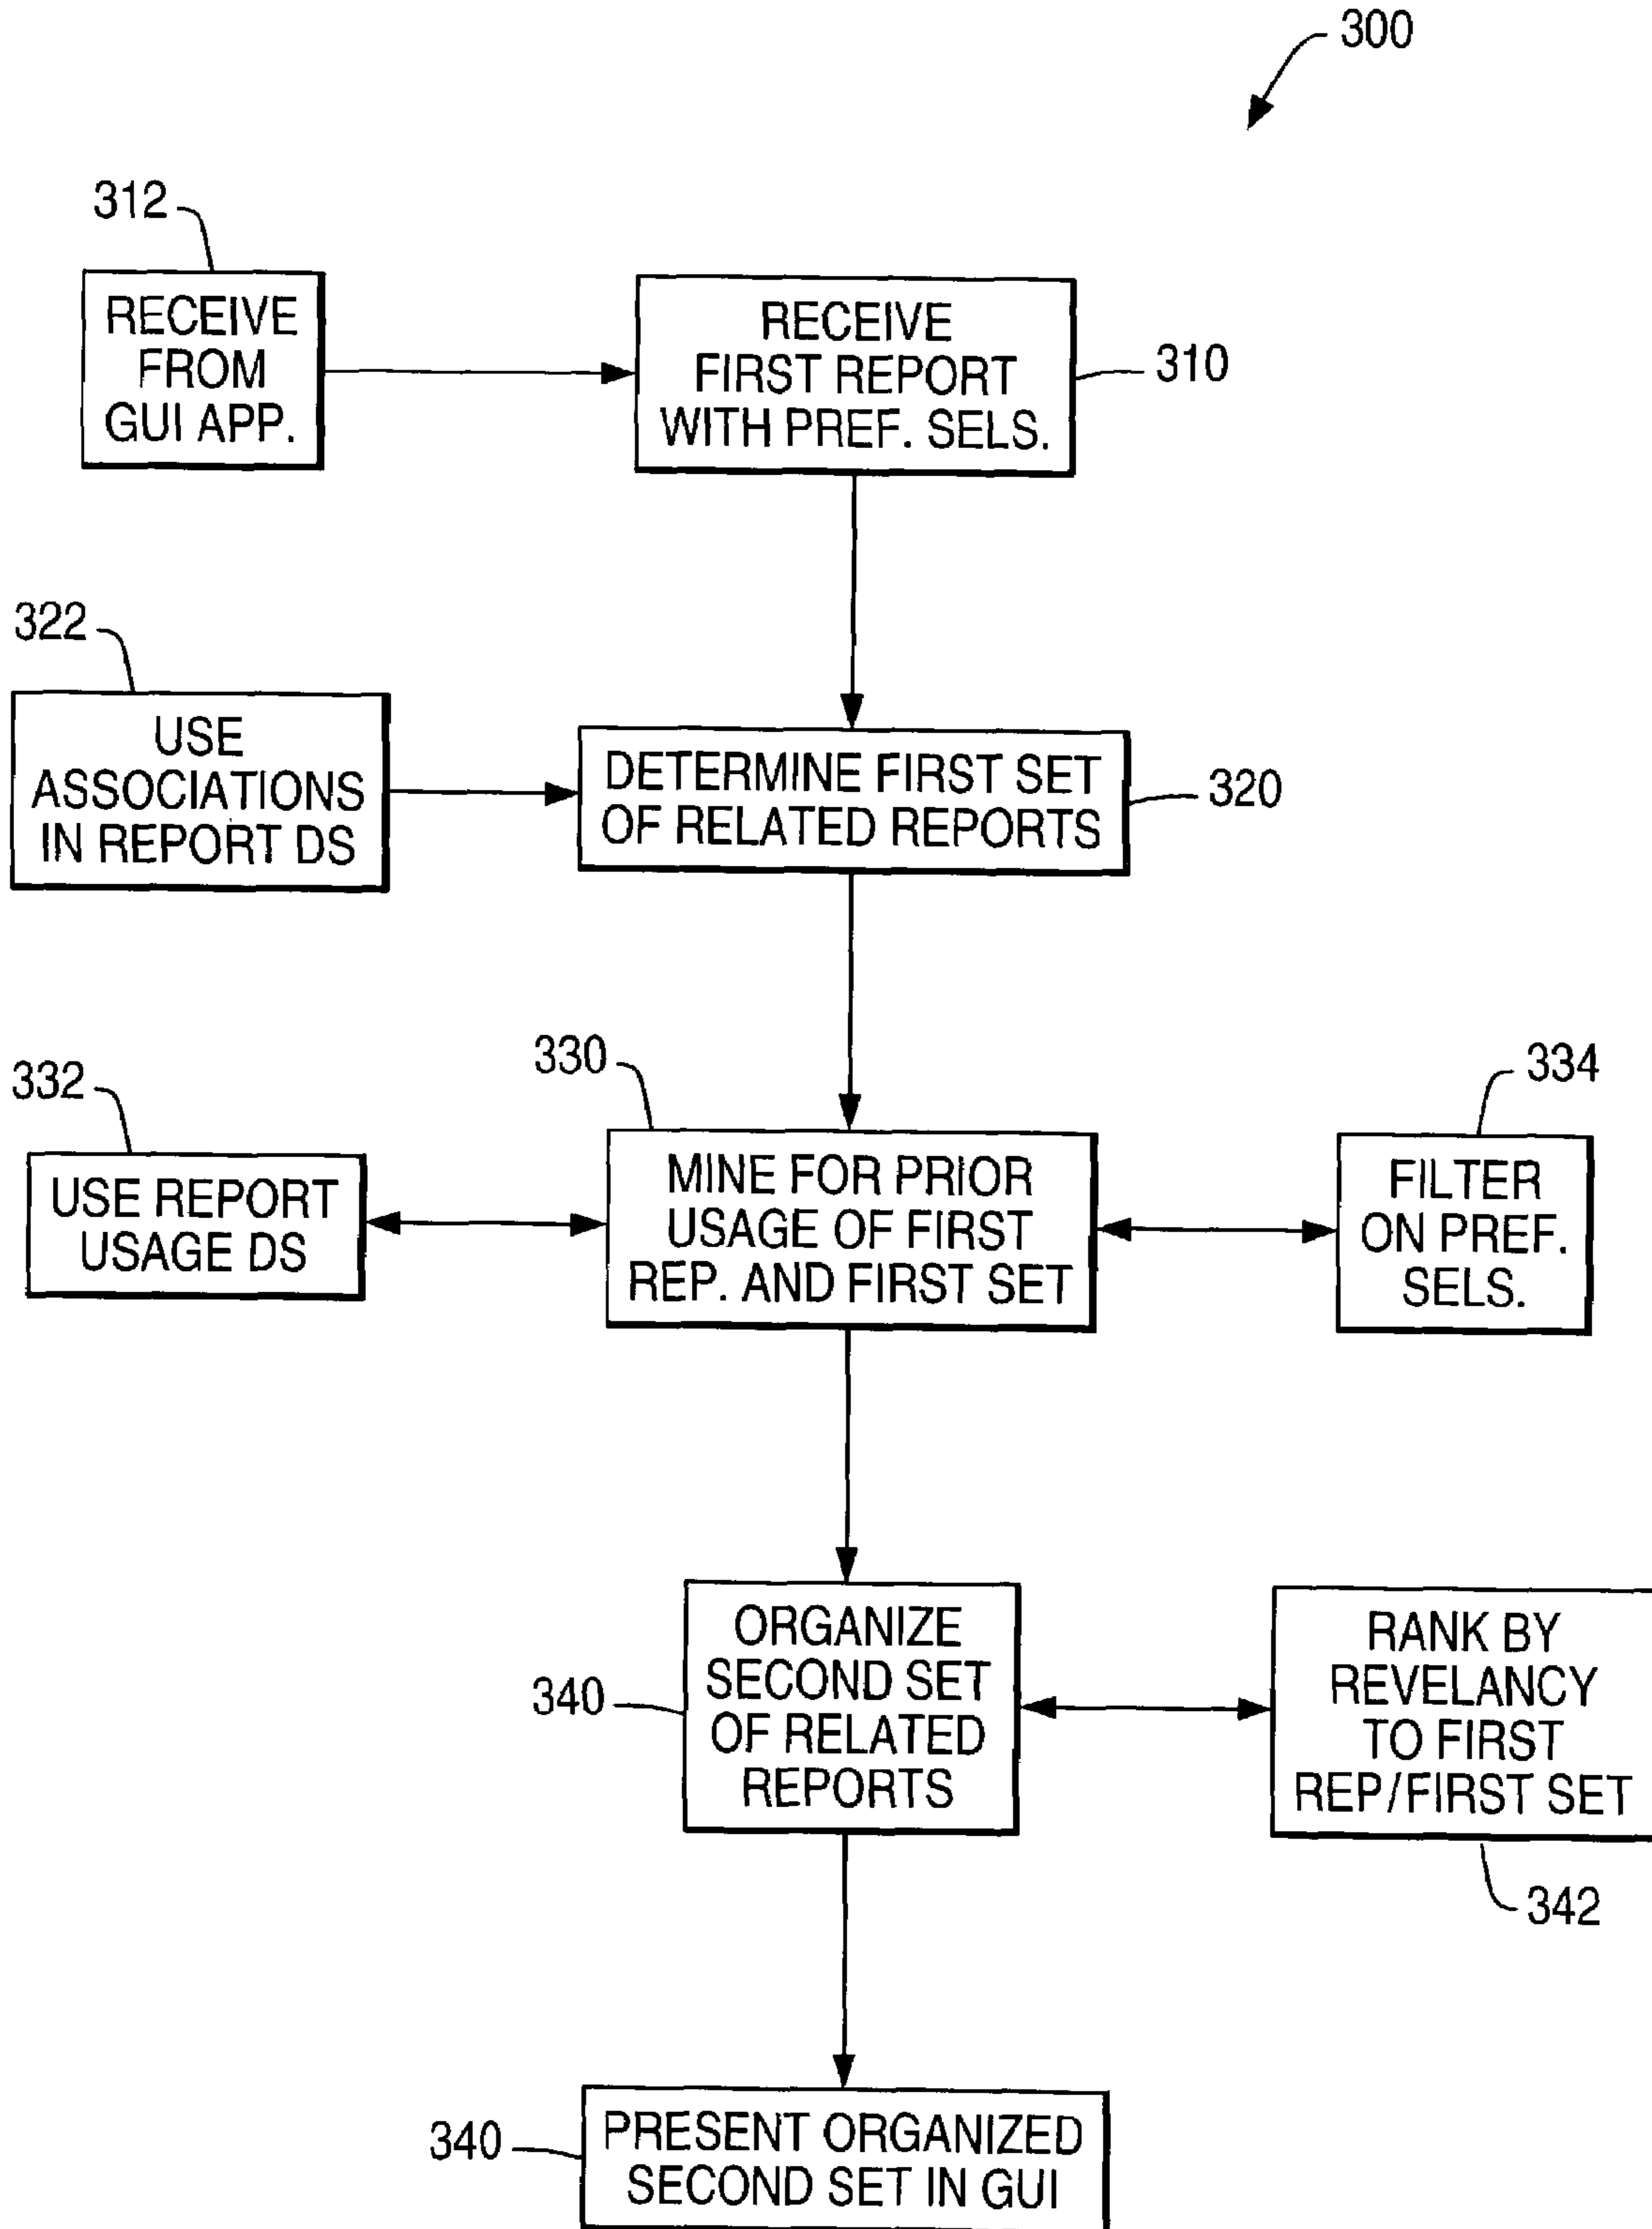 300
312
RECEIVE
FROM
GUI APP.
RECEIVE
FIRST REPORT
WITH PREF. SELS.
310
322
USE
ASSOCIATIONS
IN REPORT DS
DETERMINE FIRST SET
OF RELATED REPORTS
320
332
USE REPORT
USAGE DS
330
MINE FOR PRIOR
USAGE OF FIRST
REP. AND FIRST SET
334
FILTER
ON PREF.
SELS.
340
ORGANIZE
SECOND SET
OF RELATED
REPORTS
RANK BY
REVELANCY
TO FIRST
REP/FIRST SET
342
340
PRESENT ORGANIZED
SECOND SET IN GUI